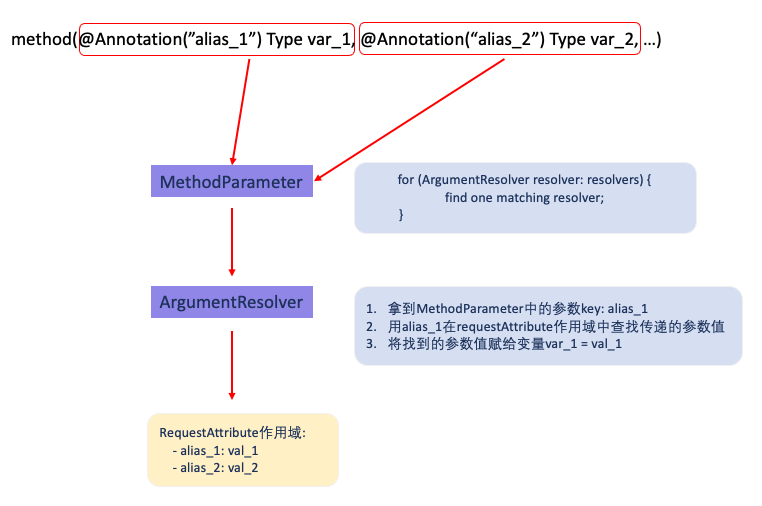 method(@Annotation(”alias_1”) Type var_1, @Annotation(“alias_2”) Type var_2, …)
MethodParameter
for (ArgumentResolver resolver: resolvers) {
find one matching resolver;
}
ArgumentResolver
1. 拿到MethodParameter中的参数key: alias_1
2. 用alias_1在requestAttribute作用域中查找传递的参数值
3. 将找到的参数值赋给变量var_1 = val_1
RequestAttribute作用域:
- alias_1: val_1
- alias_2: val_2